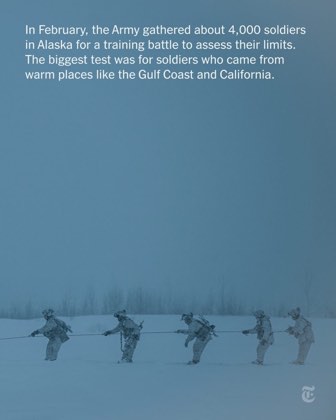 In February, the Army gathered about 4,000 soldiers
in Alaska for a training battle to assess their limits.
The biggest test was for soldiers who came from
warm places like the Gulf Coast and California.
T